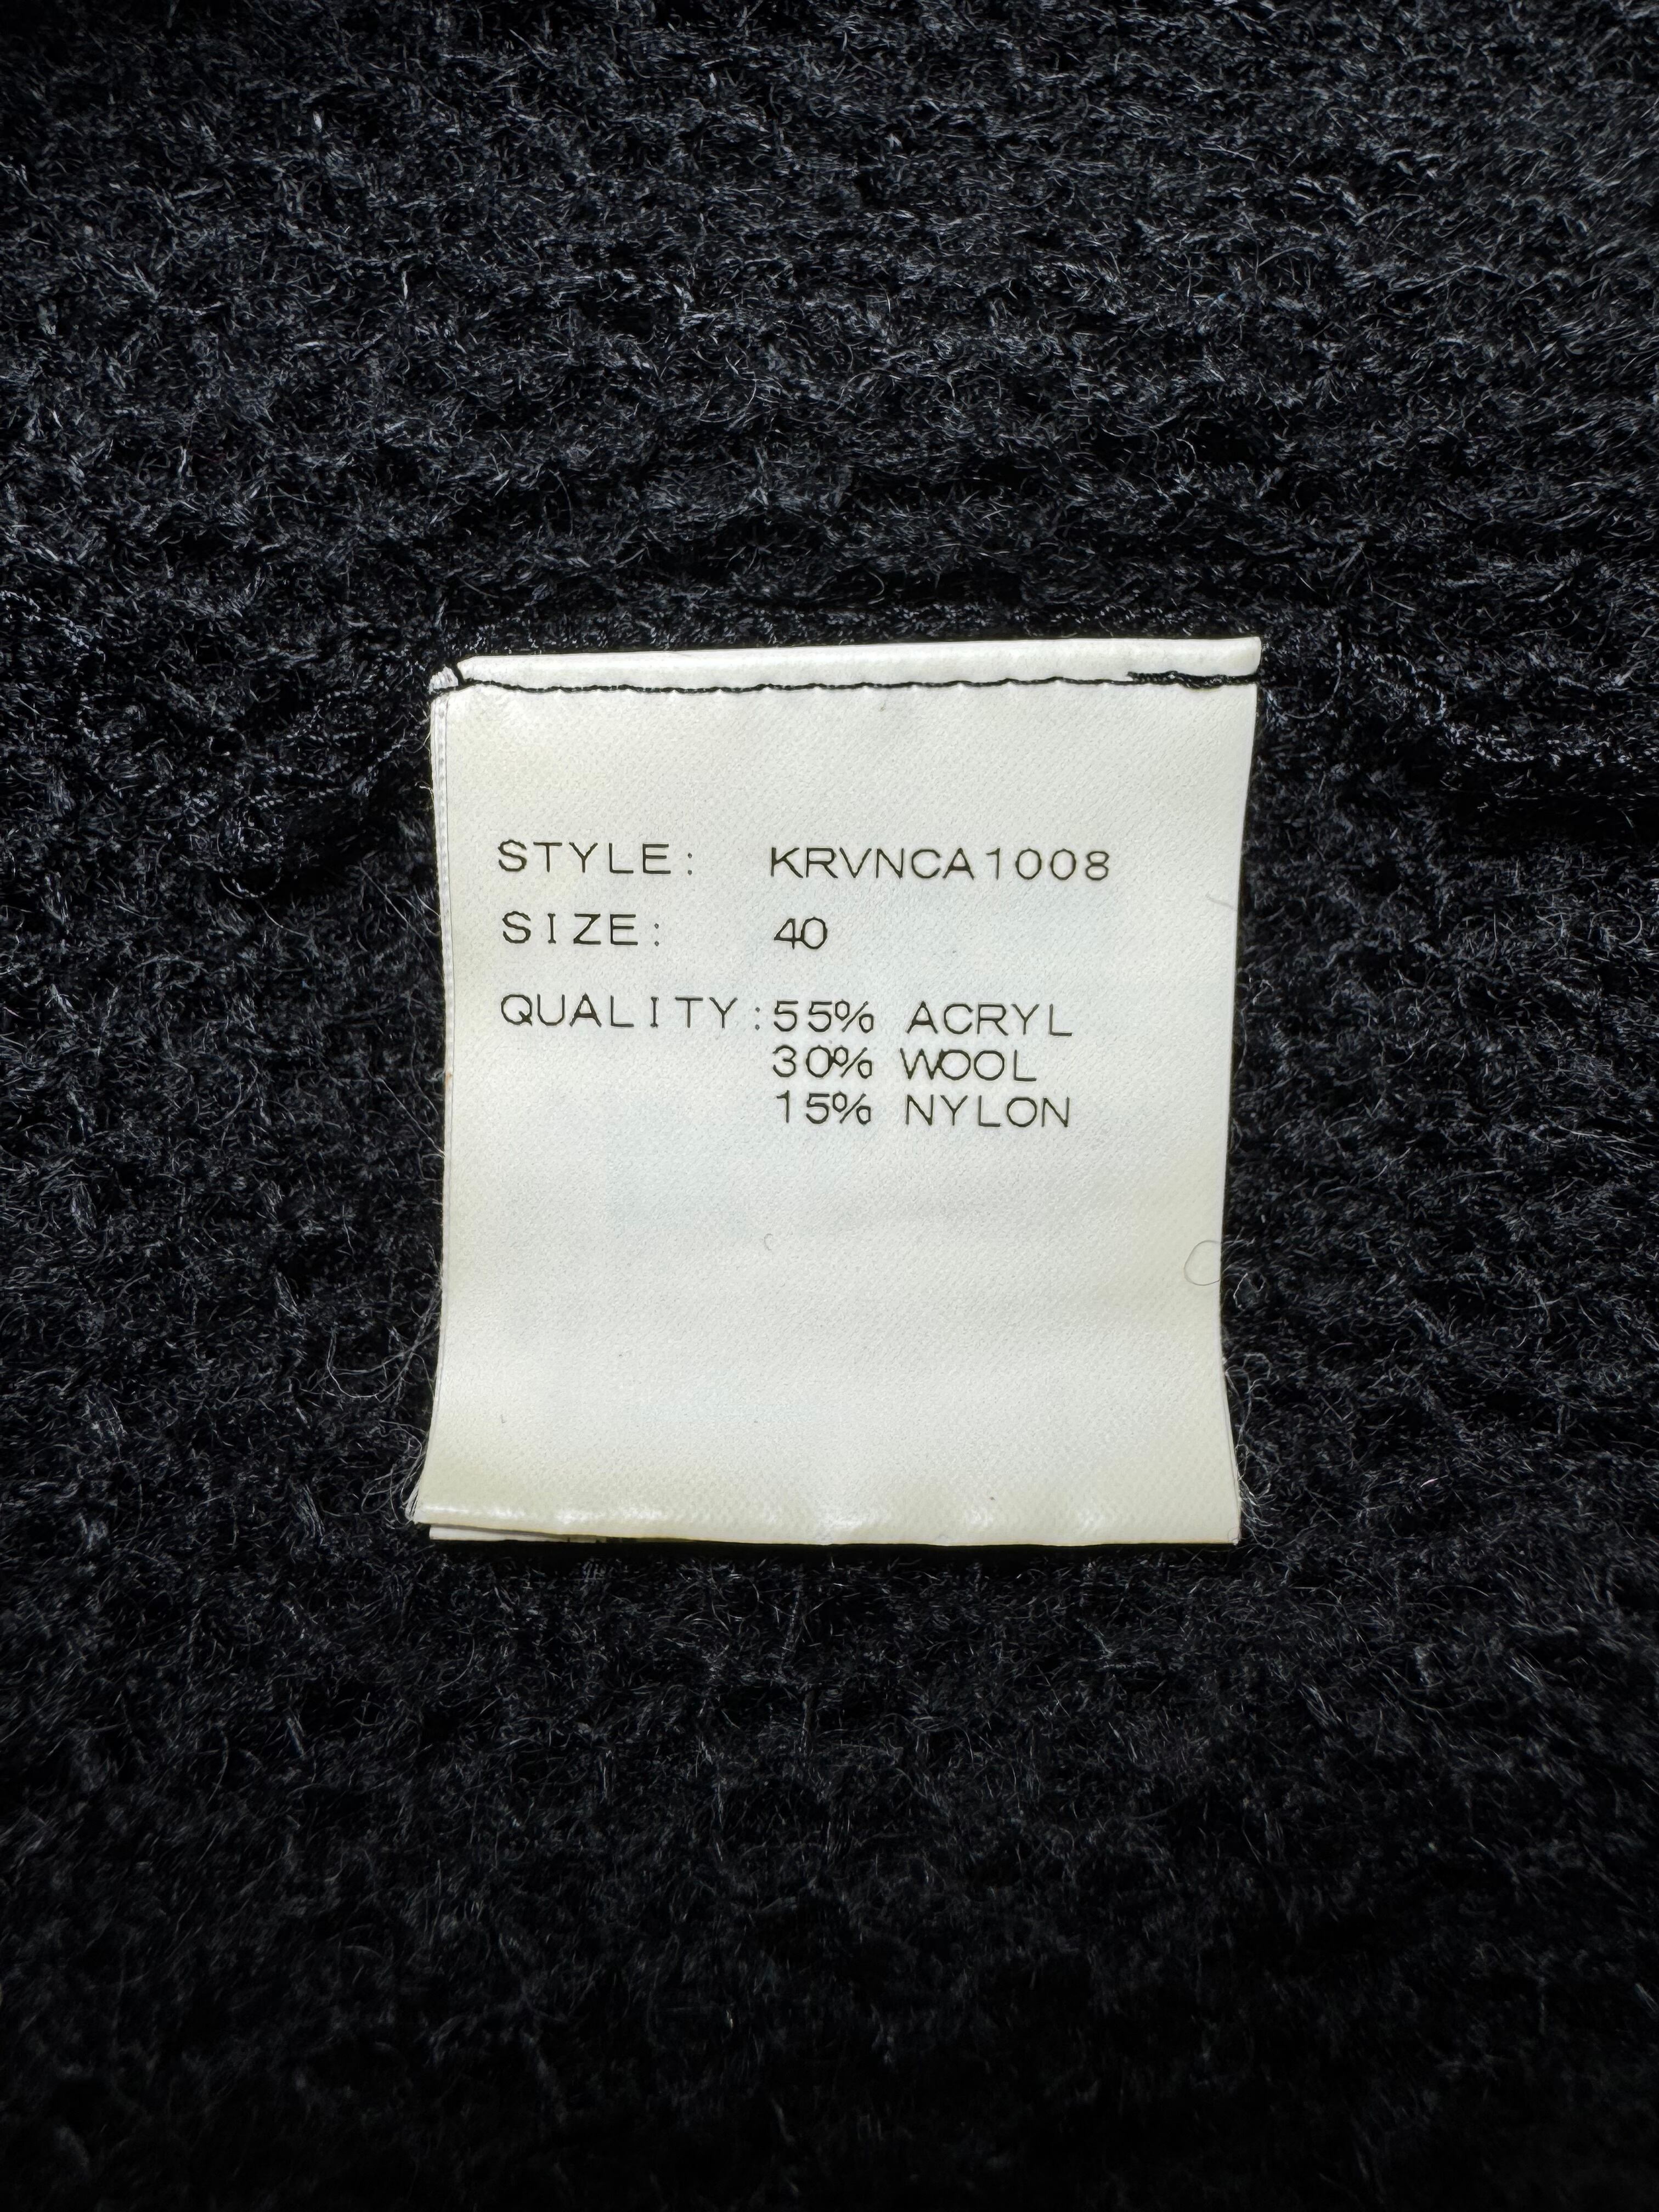 STYLE: KRVNCA1008
SIZE: 40
QUALITY: 55% ACRYL
30% WOOL
15% NYLON